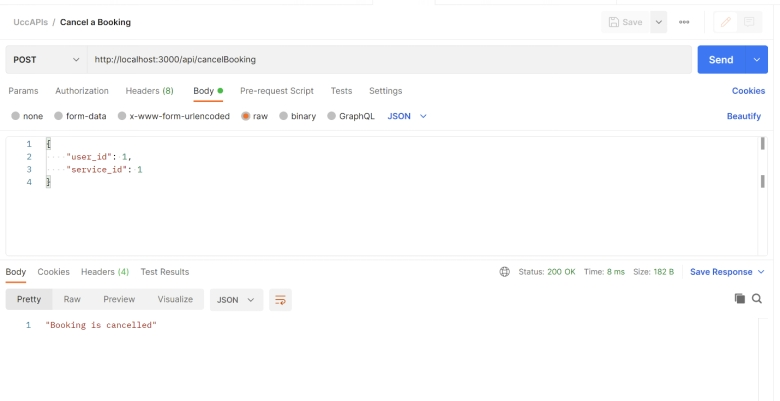 UccAPIs / Cancel a Booking Save
POST http://localhost:3000/api/cancelBooking Send
Params Authorization Headers (8) Body Pre-request Script Tests Settings Cookies
none form-data x-www-form-urlencoded raw binary GraphQL JSON Beautify
1 {
2 "user_id": 1,
3 "service_id": 1
4 }
Body Cookies Headers (4) Test Results Status: 200 OK Time: 8 ms Size: 182 B Save Response
Pretty Raw Preview Visualize JSON
1 "Booking is cancelled"